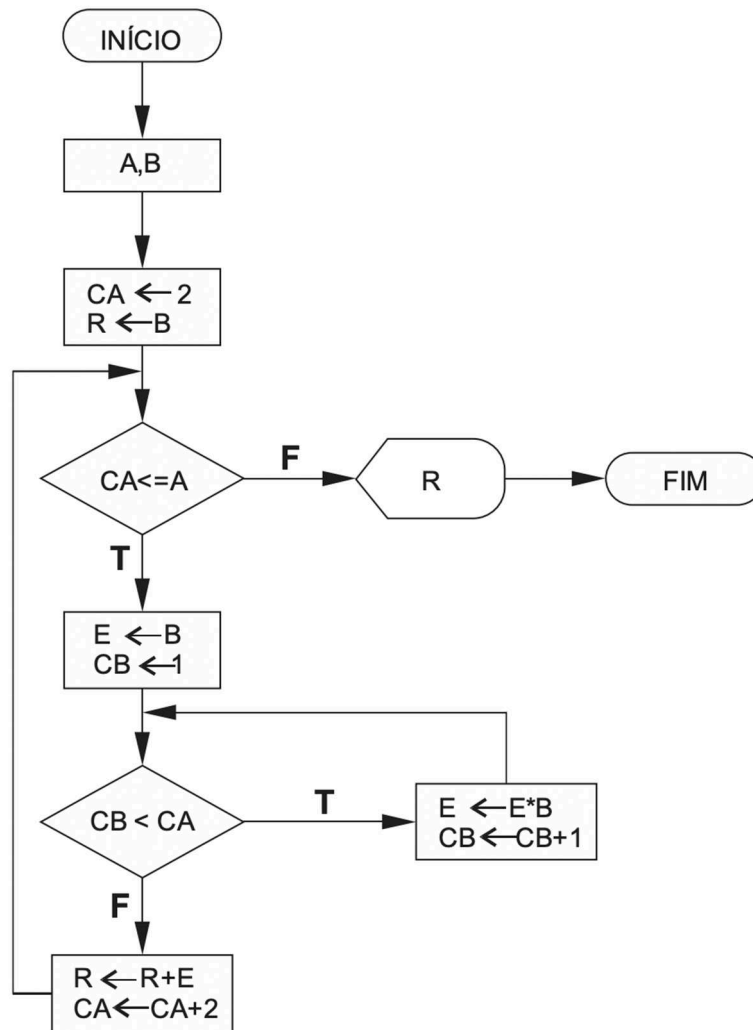 INÍCIO
A,B
CA ← 2
R ← B
CA<=A
F
R
FIM
T
E ← B
CB ← 1
CB < CA
T
E ← E*B
CB ← CB+1
F
R ← R+E
CA ← CA+2